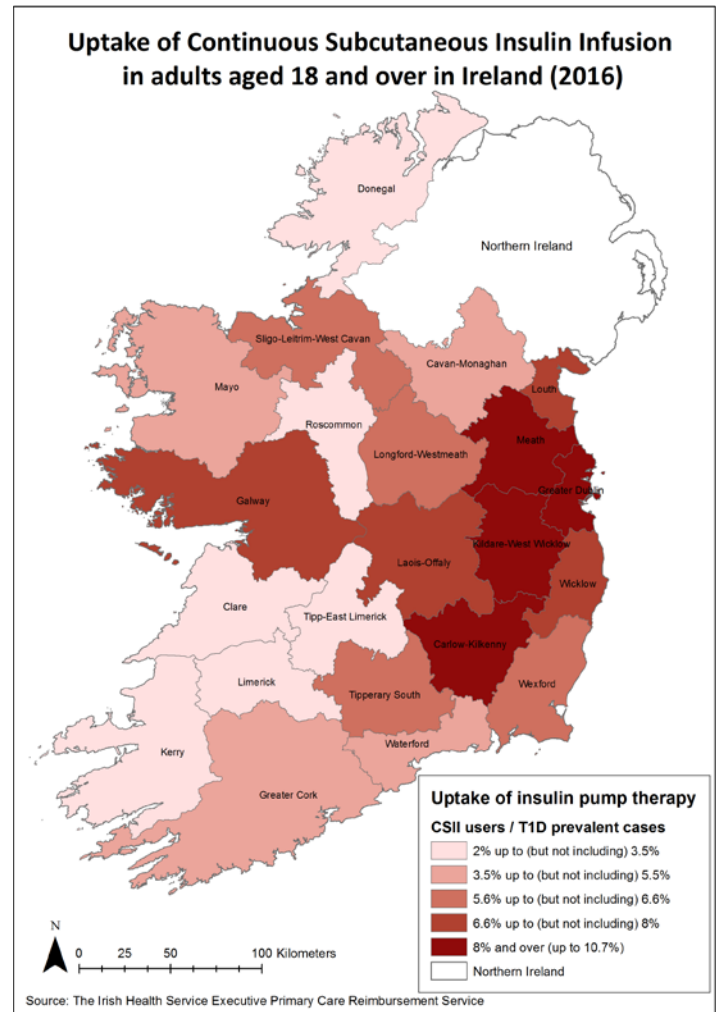 Uptake of Continuous Subcutaneous Insulin Infusion
in adults aged 18 and over in Ireland (2016)
Donegal
Northern Ireland
Sligo-Leitrim-West Cavan
Cavan-Monaghan
Mayo
Louth
Roscommon
Meath
Longford-Westmeath
Greater Dublin
Galway
Kildare-West Wicklow
Laois-Offaly
Wicklow
Clare
Tipp-East Limerick
Carlow-Kilkenny
Limerick
Wexford
Tipperary South
Waterford
Kerry
Greater Cork
Uptake of insulin pump therapy
CSII users / T1D prevalent cases
2% up to (but not including) 3.5%
3.5% up to (but not including) 5.5%
5.6% up to (but not including) 6.6%
6.6% up to (but not including) 8%
8% and over (up to 10.7%)
Northern Ireland
N
0 25 50 100 Kilometers
Source: The Irish Health Service Executive Primary Care Reimbursement Service